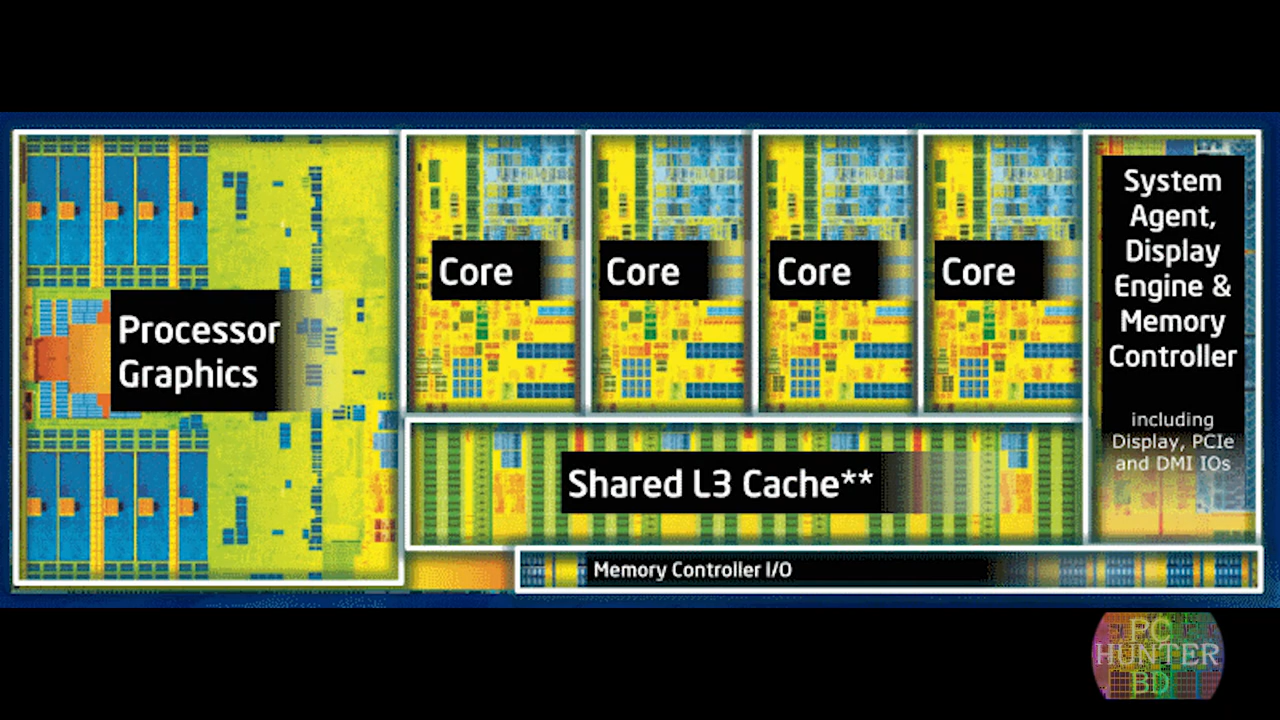 Processor
Graphics
Core
Core
Core
Core
System
Agent,
Display
Engine &
Memory
Controller
including
Display, PCIe
and DMI IOs
Shared L3 Cache**
Memory Controller I/O
PC
HUNTER
BD